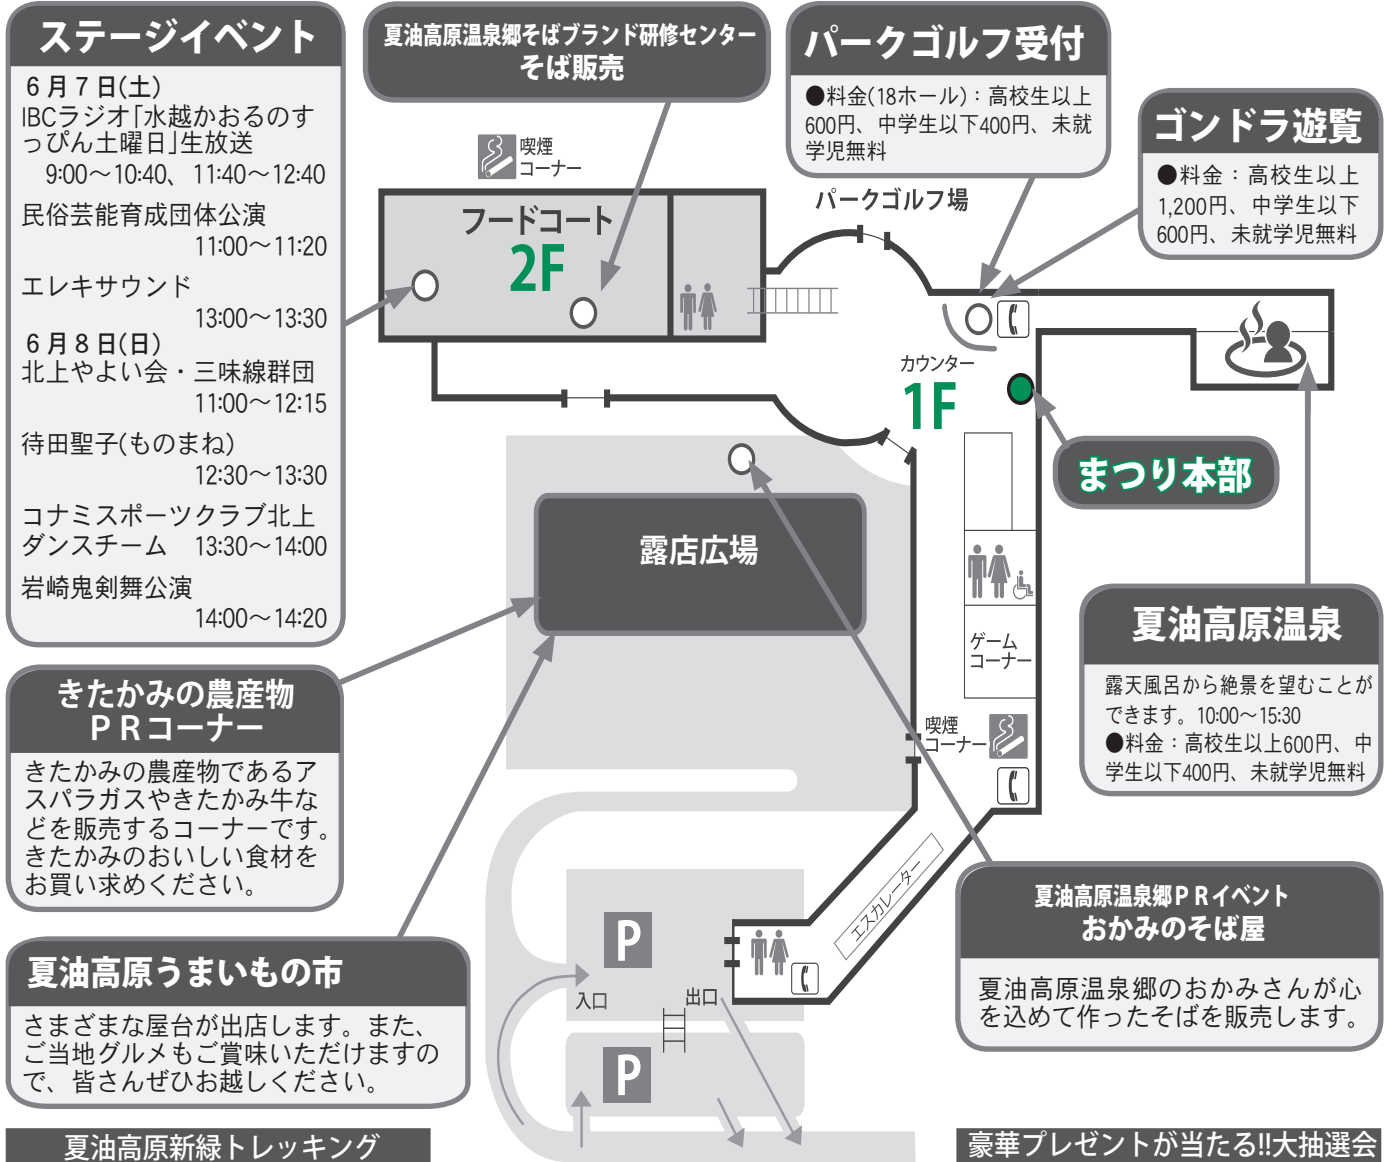 ステージイベント
6月7日(土)
IBCラジオ「水越かおるのす
っぴん土曜日」生放送
9:00～10:40、11:40～12:40
民俗芸能育成団体公演
11:00～11:20
エレキサウンド
13:00～13:30
6月8日(日)
北上やよい会・三味線群団
11:00～12:15
待田聖子(ものまね)
12:30～13:30
コナミスポーツクラブ北上
ダンスチーム 13:30～14:00
岩崎鬼剣舞公演
14:00～14:20
夏油高原温泉郷そばブランド研修センター
そば販売
パークゴルフ受付
●料金(18ホール)：高校生以上
600円、中学生以下400円、未就
学児無料
ゴンドラ遊覧
●料金：高校生以上
1,200円、中学生以下
600円、未就学児無料
喫煙
コーナー
フードコート
2F
パークゴルフ場
カウンター
1F
まつり本部
露店広場
ゲーム
コーナー
喫煙
コーナー
エスカレーター
夏油高原温泉
露天風呂から絶景を望むことが
できます。10:00～15:30
●料金：高校生以上600円、中
学生以下400円、未就学児無料
きたかみの農産物
ＰＲコーナー
きたかみの農産物であるア
スパラガスやきたかみ牛な
どを販売するコーナーです。
きたかみのおいしい食材を
お買い求めください。
夏油高原うまいもの市
さまざまな屋台が出店します。また、
ご当地グルメもご賞味いただけますの
で、皆さんぜひお越しください。
P
入口
出口
P
夏油高原温泉郷ＰＲイベント
おかみのそば屋
夏油高原温泉郷のおかみさんが心
を込めて作ったそばを販売します。
夏油高原新緑トレッキング
豪華プレゼントが当たる!!大抽選会